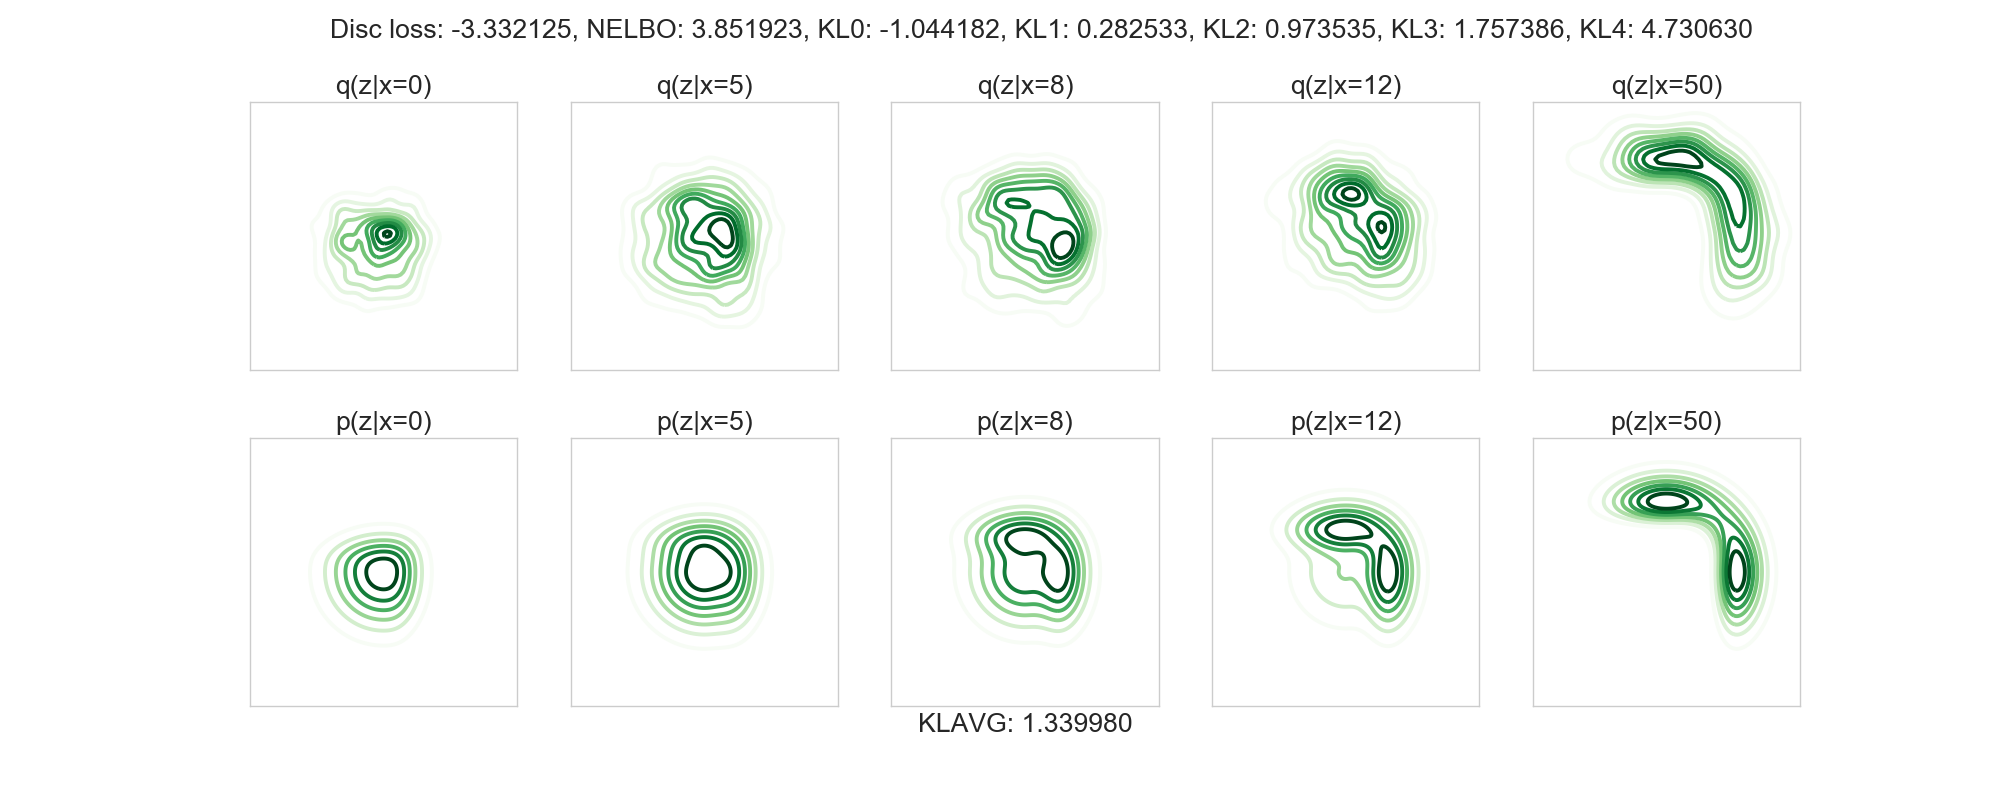 Disc loss: -3.332125, NELBO: 3.851923, KL0: -1.044182, KL1: 0.282533, KL2: 0.973535, KL3: 1.757386, KL4: 4.730630
q(z|x=0) q(z|x=5) q(z|x=8) q(z|x=12) q(z|x=50)
p(z|x=0) p(z|x=5) p(z|x=8) p(z|x=12) p(z|x=50)
KLAVG: 1.339980